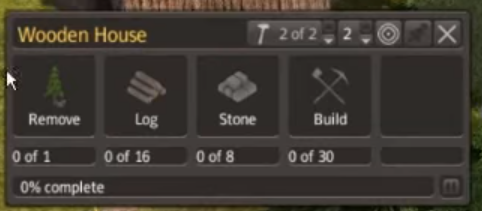 Wooden House 2 of 2 2
Remove Log Stone Build
0 of 1 0 of 16 0 of 8 0 of 30
0% complete